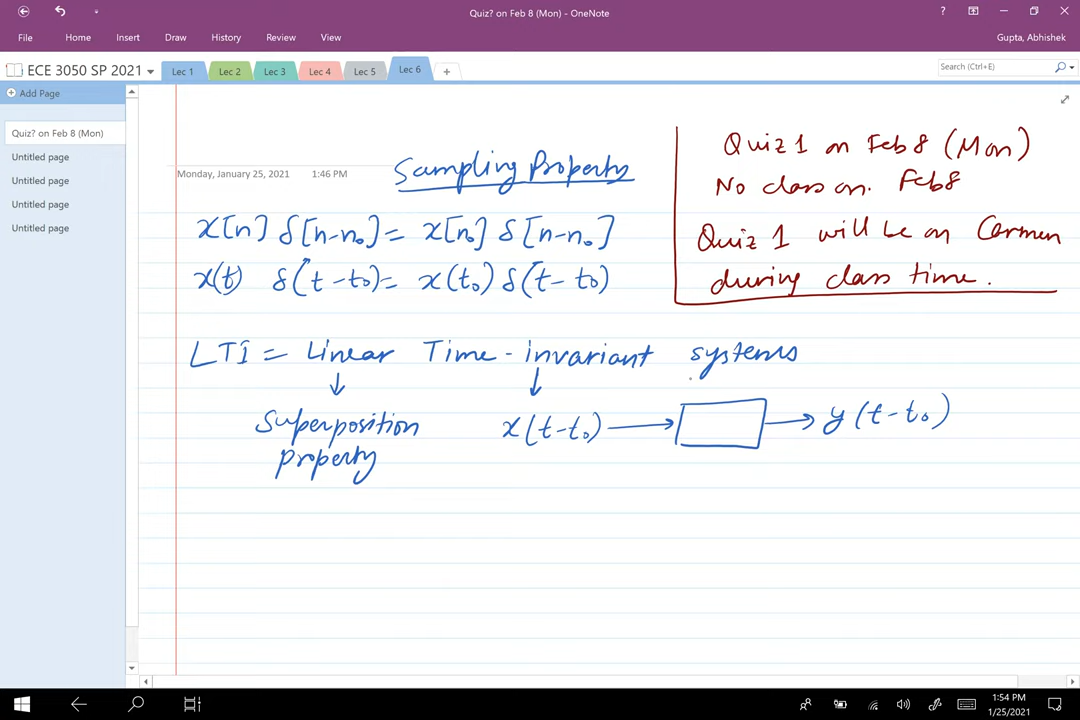 Quiz? on Feb 8 (Mon) - OneNote
File Home Insert Draw History Review View
Gupta, Abhishek
ECE 3050 SP 2021
Lec 1 Lec 2 Lec 3 Lec 4 Lec 5 Lec 6
Search (Ctrl+E)
Add Page
Quiz? on Feb 8 (Mon)
Untitled page
Untitled page
Untitled page
Untitled page
Monday, January 25, 2021 1:46 PM
Sampling Property
x[n] δ[n-n₀] = x[n₀] δ[n-n₀]
x(t) δ(t-t₀) = x(t₀) δ(t-t₀)
Quiz 1 on Feb 8 (Mon)
No class on. Feb 8
Quiz 1 will be on Carmen
during class time.
LTI = Linear Time-invariant systems
↓ ↓
Superposition
property
x(t-t₀) → → y(t-t₀)
1:54 PM
1/25/2021